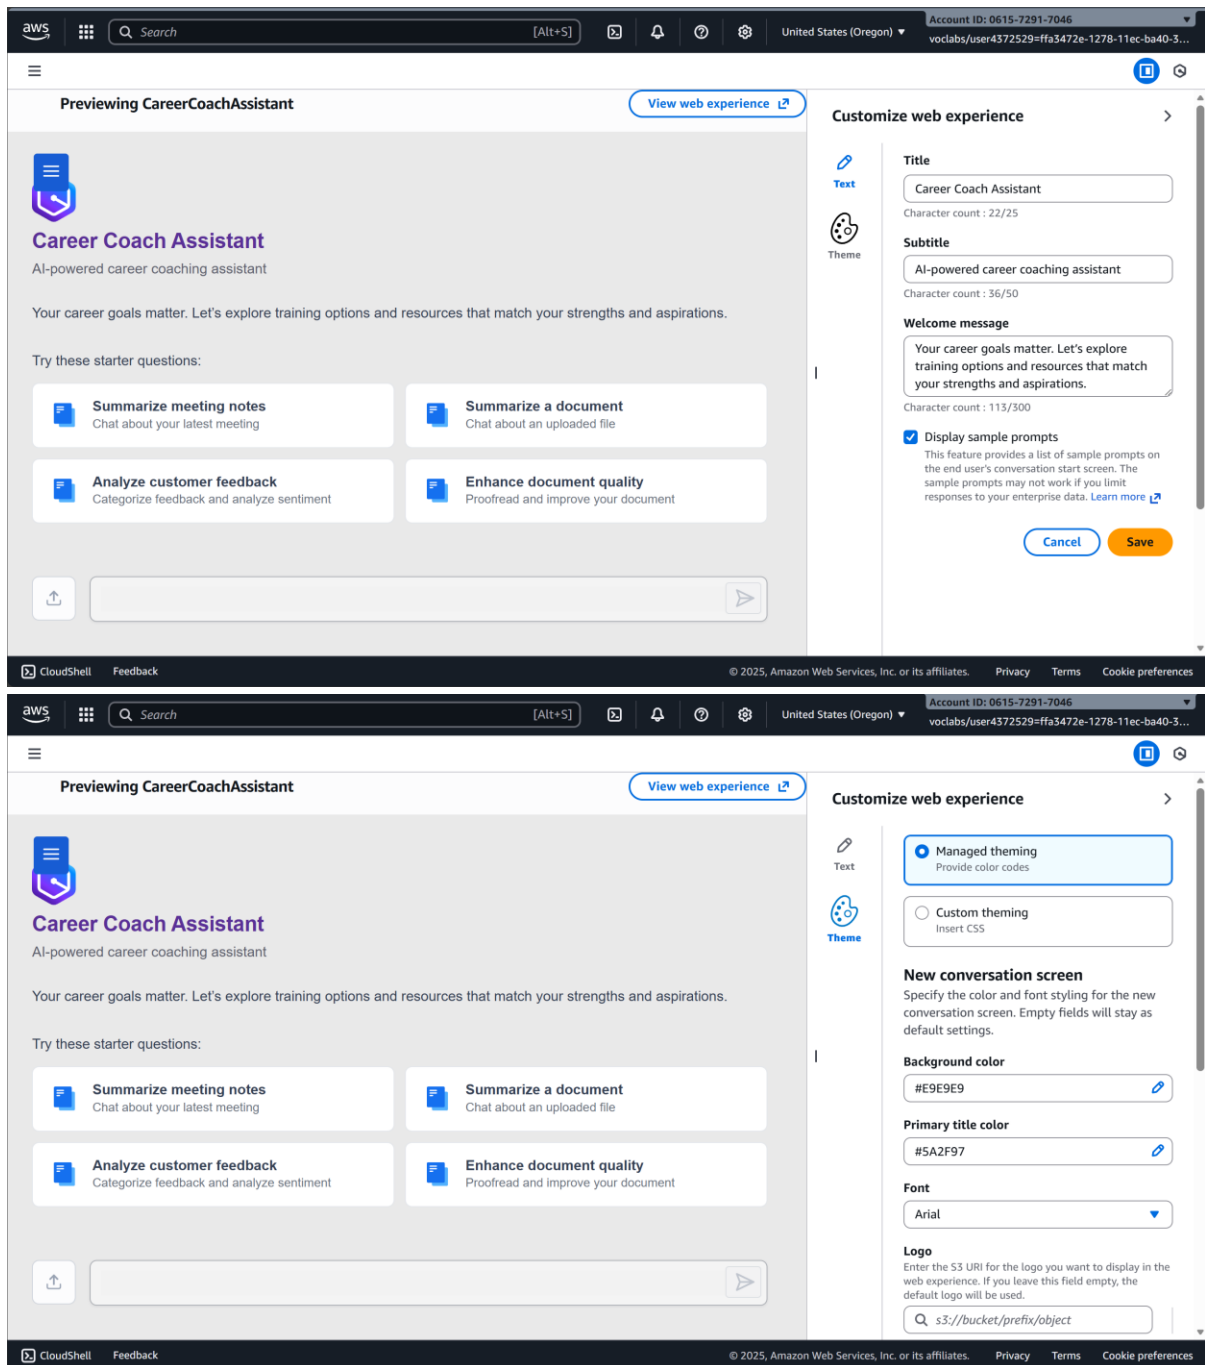 aws
Search
[Alt+S]
United States (Oregon)
Account ID: 0615-7291-7046
voclabs/user4372529=ffa3472e-1278-11ec-ba40-3...
Previewing CareerCoachAssistant
View web experience
Career Coach Assistant
AI-powered career coaching assistant
Your career goals matter. Let's explore training options and resources that match your strengths and aspirations.
Try these starter questions:
Summarize meeting notes
Chat about your latest meeting
Summarize a document
Chat about an uploaded file
Analyze customer feedback
Categorize feedback and analyze sentiment
Enhance document quality
Proofread and improve your document
Customize web experience
Text
Theme
Title
Career Coach Assistant
Character count : 22/25
Subtitle
AI-powered career coaching assistant
Character count : 36/50
Welcome message
Your career goals matter. Let's explore
training options and resources that match
your strengths and aspirations.
Character count : 113/300
Display sample prompts
This feature provides a list of sample prompts on
the end user's conversation start screen. The
sample prompts may not work if you limit
responses to your enterprise data. Learn more
Cancel
Save
CloudShell
Feedback
© 2025, Amazon Web Services, Inc. or its affiliates.
Privacy
Terms
Cookie preferences
aws
Search
[Alt+S]
United States (Oregon)
Account ID: 0615-7291-7046
voclabs/user4372529=ffa3472e-1278-11ec-ba40-3...
Previewing CareerCoachAssistant
View web experience
Career Coach Assistant
AI-powered career coaching assistant
Your career goals matter. Let's explore training options and resources that match your strengths and aspirations.
Try these starter questions:
Summarize meeting notes
Chat about your latest meeting
Summarize a document
Chat about an uploaded file
Analyze customer feedback
Categorize feedback and analyze sentiment
Enhance document quality
Proofread and improve your document
Customize web experience
Text
Theme
Managed theming
Provide color codes
Custom theming
Insert CSS
New conversation screen
Specify the color and font styling for the new
conversation screen. Empty fields will stay as
default settings.
Background color
#E9E9E9
Primary title color
#5A2F97
Font
Arial
Logo
Enter the S3 URI for the logo you want to display in the
web experience. If you leave this field empty, the
default logo will be used.
s3://bucket/prefix/object
CloudShell
Feedback
© 2025, Amazon Web Services, Inc. or its affiliates.
Privacy
Terms
Cookie preferences